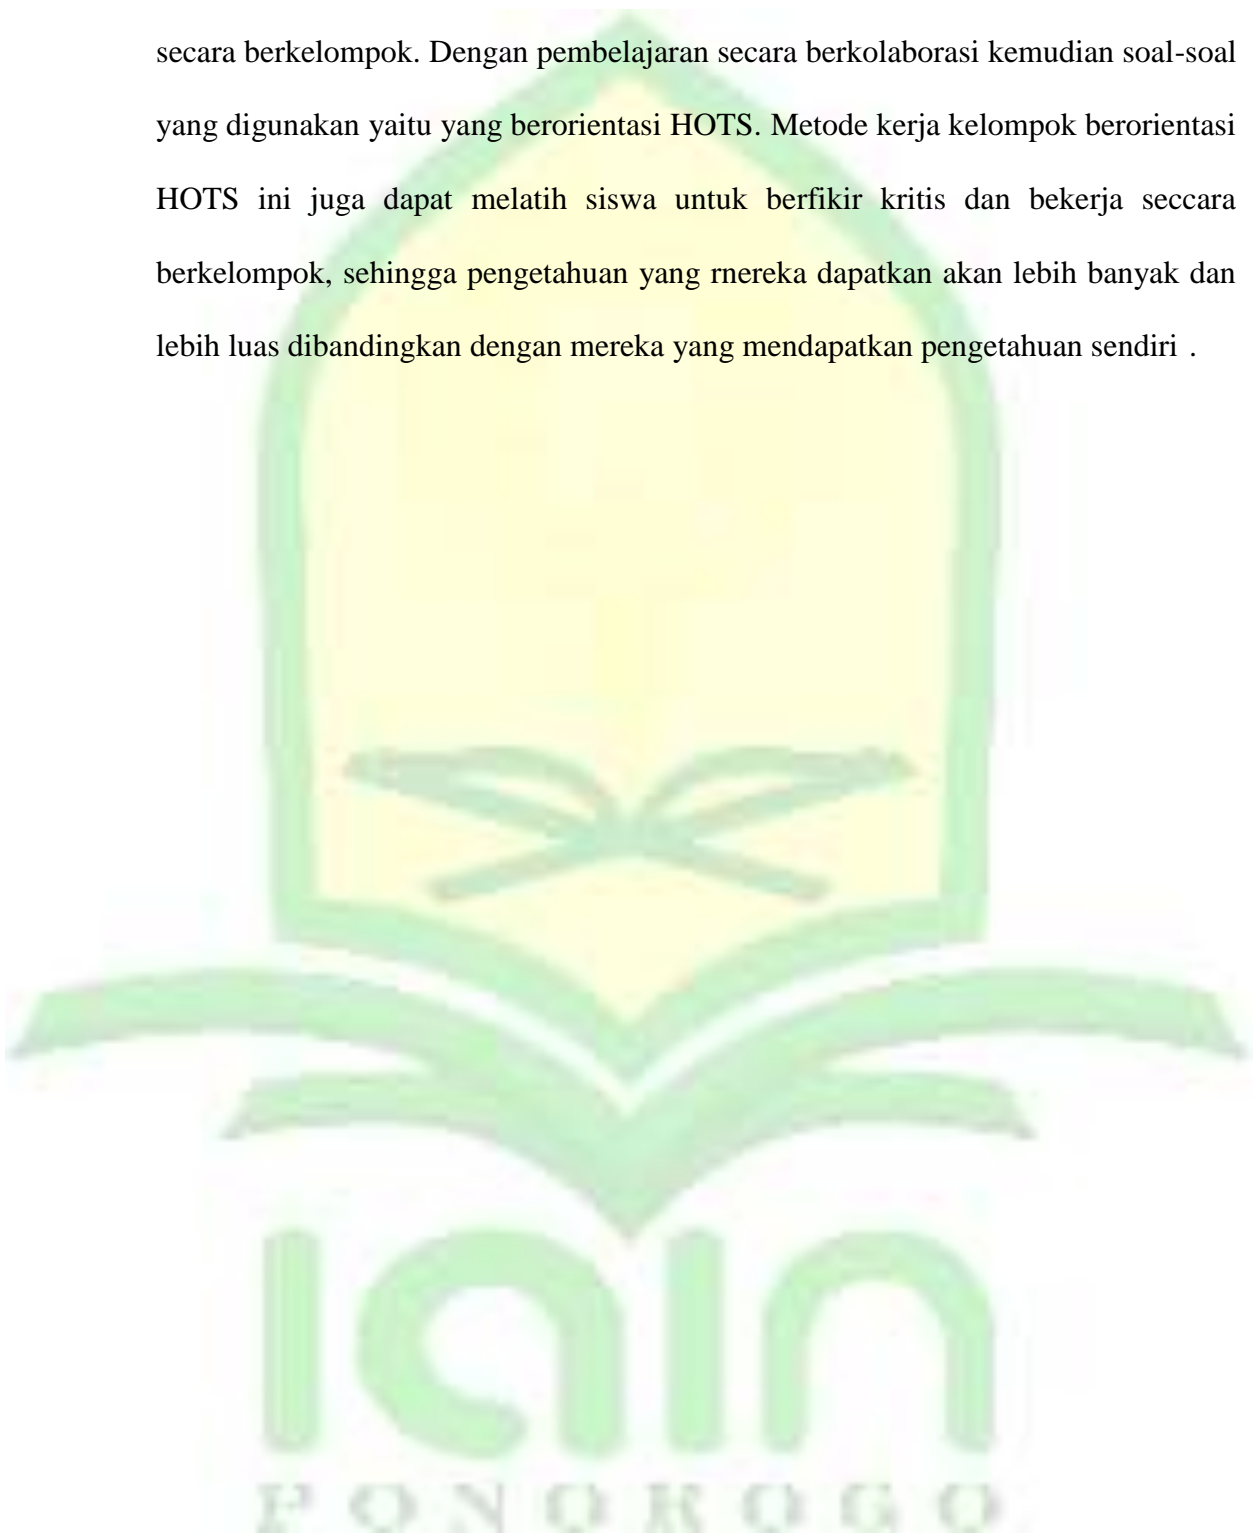 secara berkelompok. Dengan pembelajaran secara berkolaborasi kemudian soal-soal
yang digunakan yaitu yang berorientasi HOTS. Metode kerja kelompok berorientasi
HOTS ini juga dapat melatih siswa untuk berfikir kritis dan bekerja seccara
berkelompok, sehingga pengetahuan yang rnereka dapatkan akan lebih banyak dan
lebih luas dibandingkan dengan mereka yang mendapatkan pengetahuan sendiri .
iain
PONOROGO